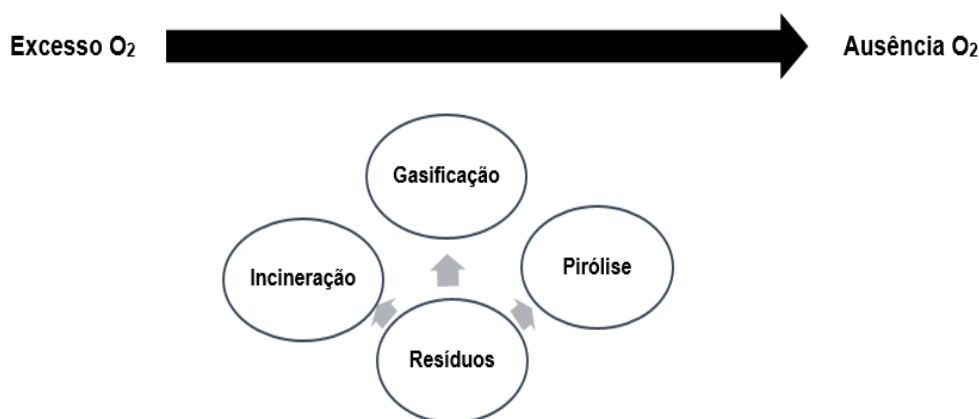 Excesso O₂
Ausência O₂
Gasificação
Incineração
Pirólise
Resíduos